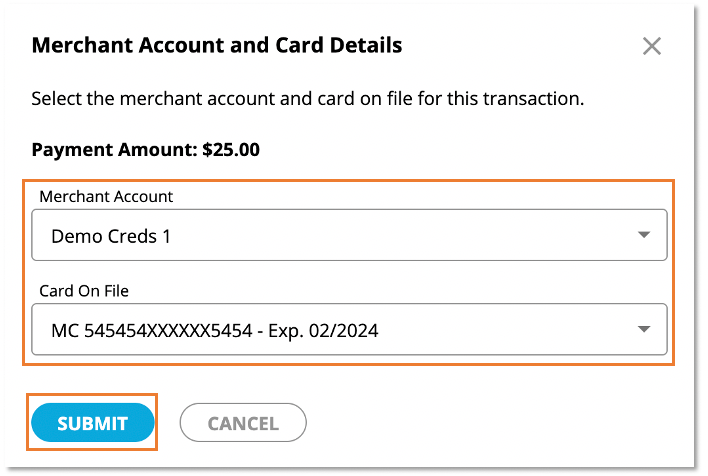 Merchant Account and Card Details
Select the merchant account and card on file for this transaction.
Payment Amount: $25.00
Merchant Account
Demo Creds 1
Card On File
MC 545454XXXXXX5454 - Exp. 02/2024
SUBMIT CANCEL